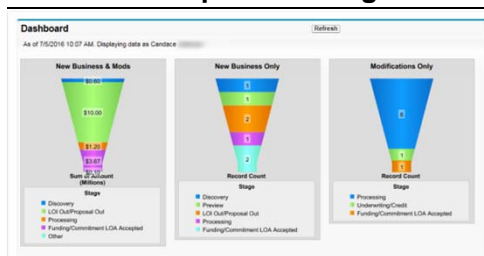 Dashboard
Refresh
As of 7/5/2016 10:07 AM. Displaying data as Candace
New Business & Mods
$0.60
$10.00
$1.20
$3.67
$0.10
Sum of Amount
(Millions)
Stage
Discovery
LOI Out/Proposal Out
Processing
Funding/Commitment LOA Accepted
Other
New Business Only
1
1
2
1
2
Record Count
Stage
Discovery
Preview
LOI Out/Proposal Out
Processing
Funding/Commitment LOA Accepted
Modifications Only
6
1
1
Record Count
Stage
Processing
Underwriting/Credit
Funding/Commitment LOA Accepted